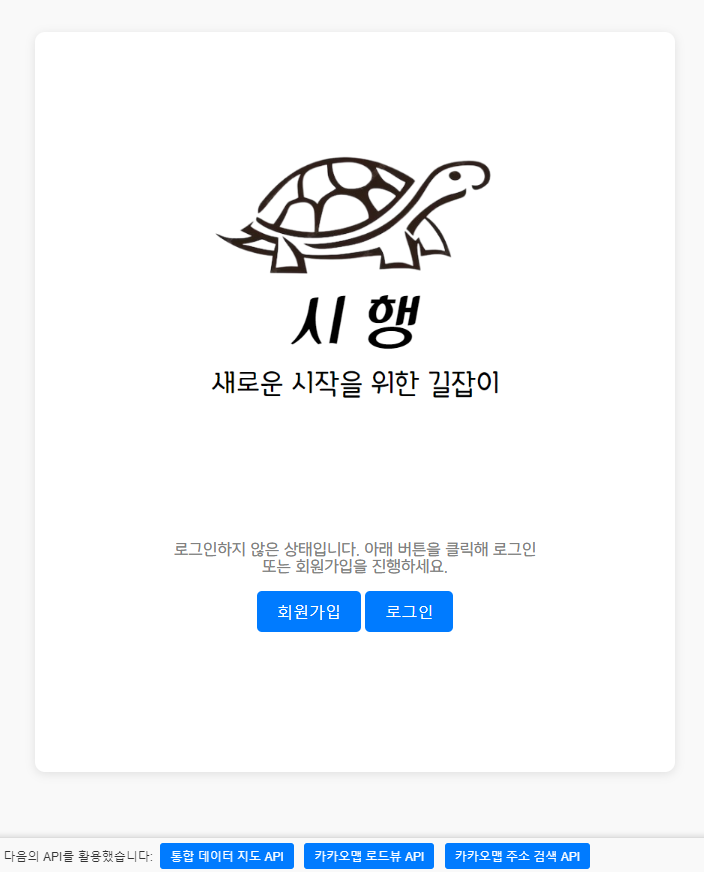 시 행
새로운 시작을 위한 길잡이
로그인하지 않은 상태입니다. 아래 버튼을 클릭해 로그인
또는 회원가입을 진행하세요.
회원가입 로그인
다음의 API를 활용했습니다: 통합 데이터 지도 API 카카오맵 로드뷰 API 카카오맵 주소 검색 API